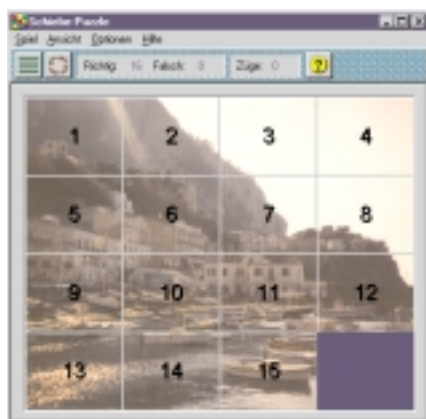 Schiebe-Puzzle
Spiel Ansicht Optionen Hilfe
Richtig: 16 Falsch: 0 Züge: 0 ?
1 2 3 4
5 6 7 8
9 10 11 12
13 14 15